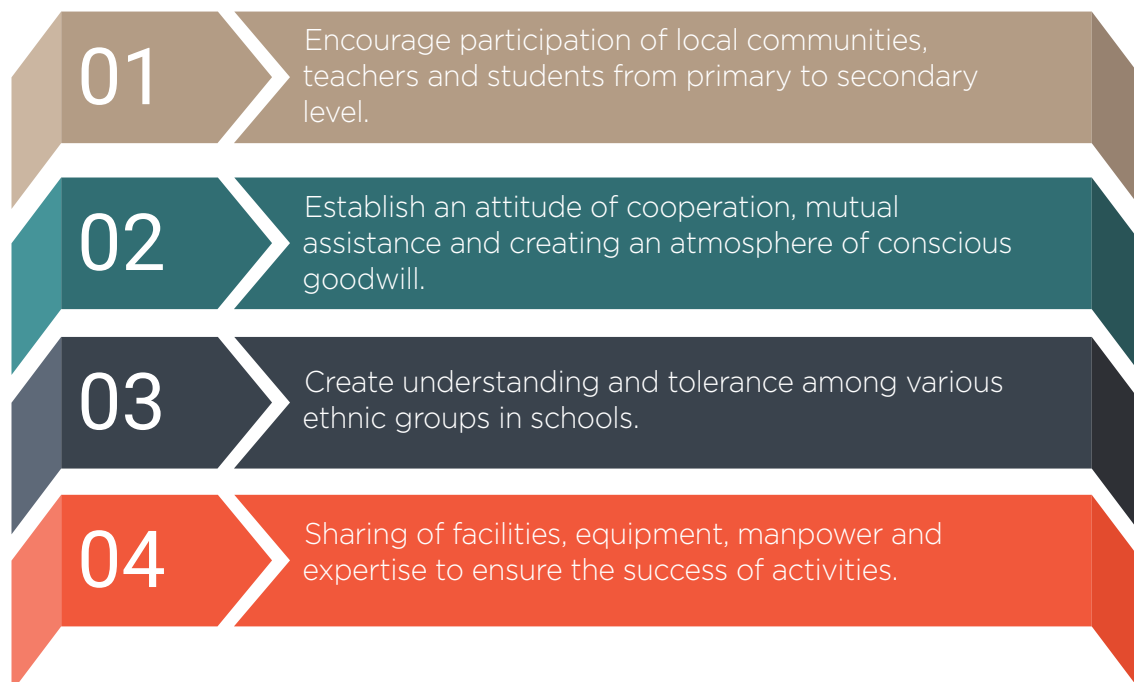 01
Encourage participation of local communities,
teachers and students from primary to secondary
level.
02
Establish an attitude of cooperation, mutual
assistance and creating an atmosphere of conscious
goodwill.
03
Create understanding and tolerance among various
ethnic groups in schools.
04
Sharing of facilities, equipment, manpower and
expertise to ensure the success of activities.